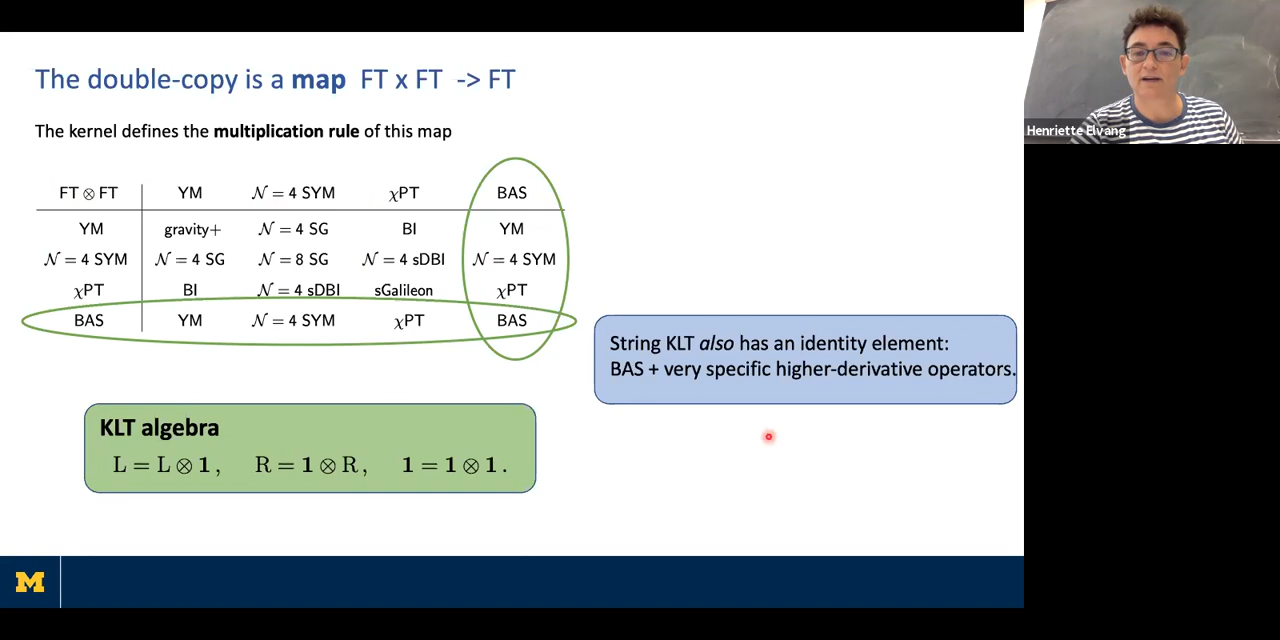 The double-copy is a map FT x FT -> FT
Henriette Elvang
The kernel defines the multiplication rule of this map
FT ⊗ FT YM 𝒩 = 4 SYM χPT BAS
YM gravity+ 𝒩 = 4 SG BI YM
𝒩 = 4 SYM 𝒩 = 4 SG 𝒩 = 8 SG 𝒩 = 4 sDBI 𝒩 = 4 SYM
χPT BI 𝒩 = 4 sDBI sGalileon χPT
BAS YM 𝒩 = 4 SYM χPT BAS
String KLT also has an identity element:
BAS + very specific higher-derivative operators.
KLT algebra
L = L ⊗ 1, R = 1 ⊗ R, 1 = 1 ⊗ 1.
M